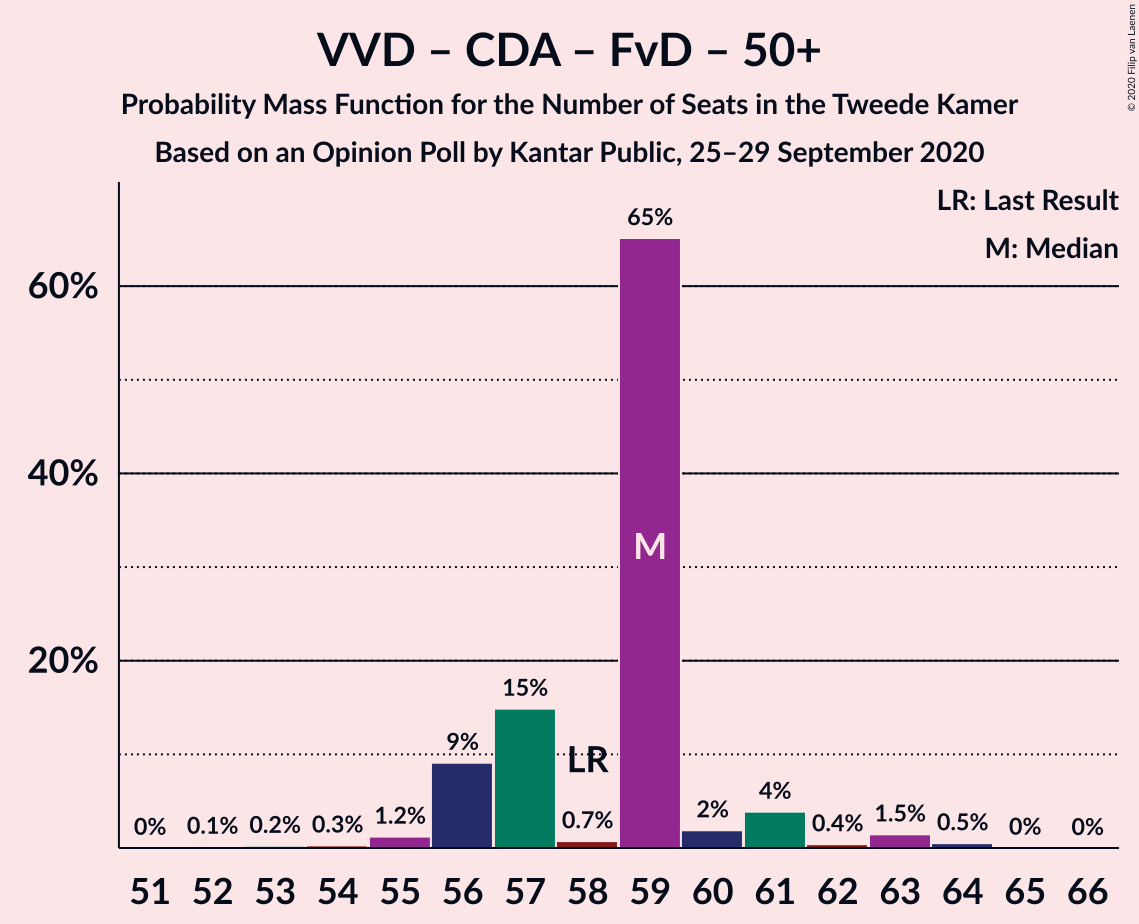 VVD – CDA – FvD – 50+
Probability Mass Function for the Number of Seats in the Tweede Kamer
Based on an Opinion Poll by Kantar Public, 25–29 September 2020
© 2020 Filip van Laenen
LR: Last Result
M: Median
60%
40%
20%
0% 0.1% 0.2% 0.3% 1.2% 9% 15% 0.7% 65% 2% 4% 0.4% 1.5% 0.5% 0% 0%
LR
M
51 52 53 54 55 56 57 58 59 60 61 62 63 64 65 66